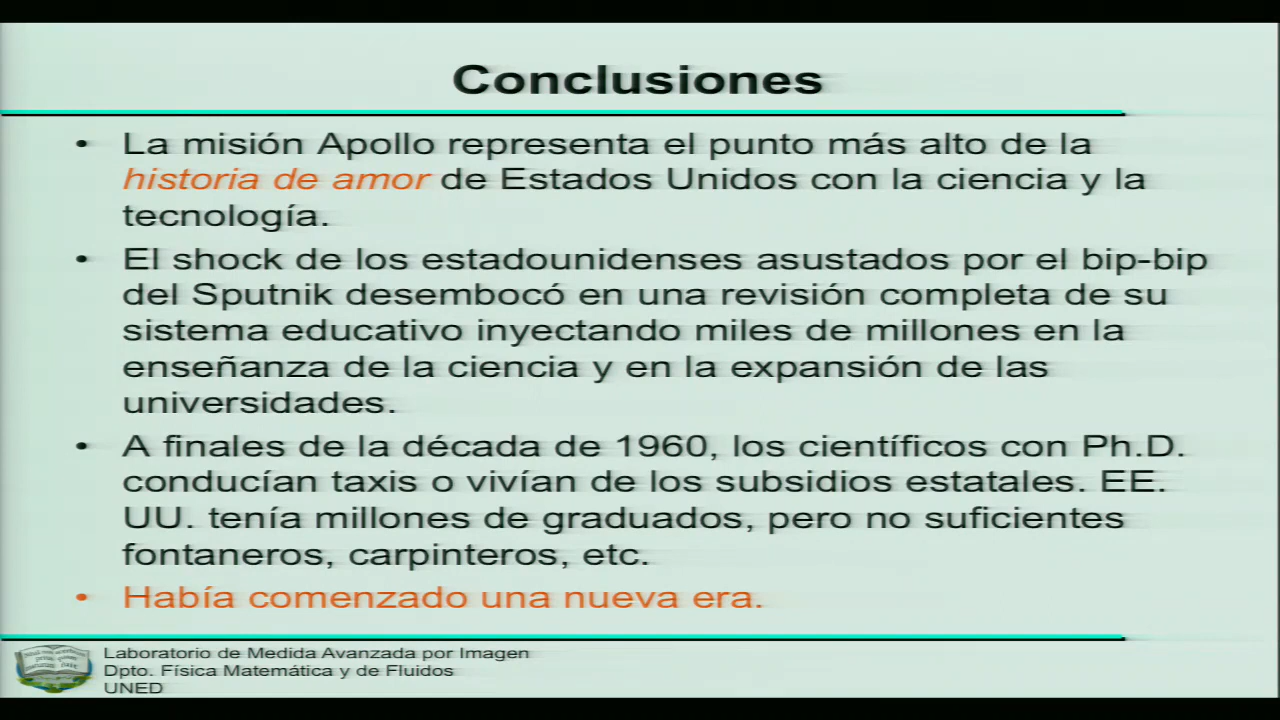 Conclusiones
• La misión Apollo representa el punto más alto de la
historia de amor de Estados Unidos con la ciencia y la
tecnología.
• El shock de los estadounidenses asustados por el bip-bip
del Sputnik desembocó en una revisión completa de su
sistema educativo inyectando miles de millones en la
enseñanza de la ciencia y en la expansión de las
universidades.
• A finales de la década de 1960, los científicos con Ph.D.
conducían taxis o vivían de los subsidios estatales. EE.
UU. tenía millones de graduados, pero no suficientes
fontaneros, carpinteros, etc.
• Había comenzado una nueva era.
Laboratorio de Medida Avanzada por Imagen
Dpto. Física Matemática y de Fluidos
UNED